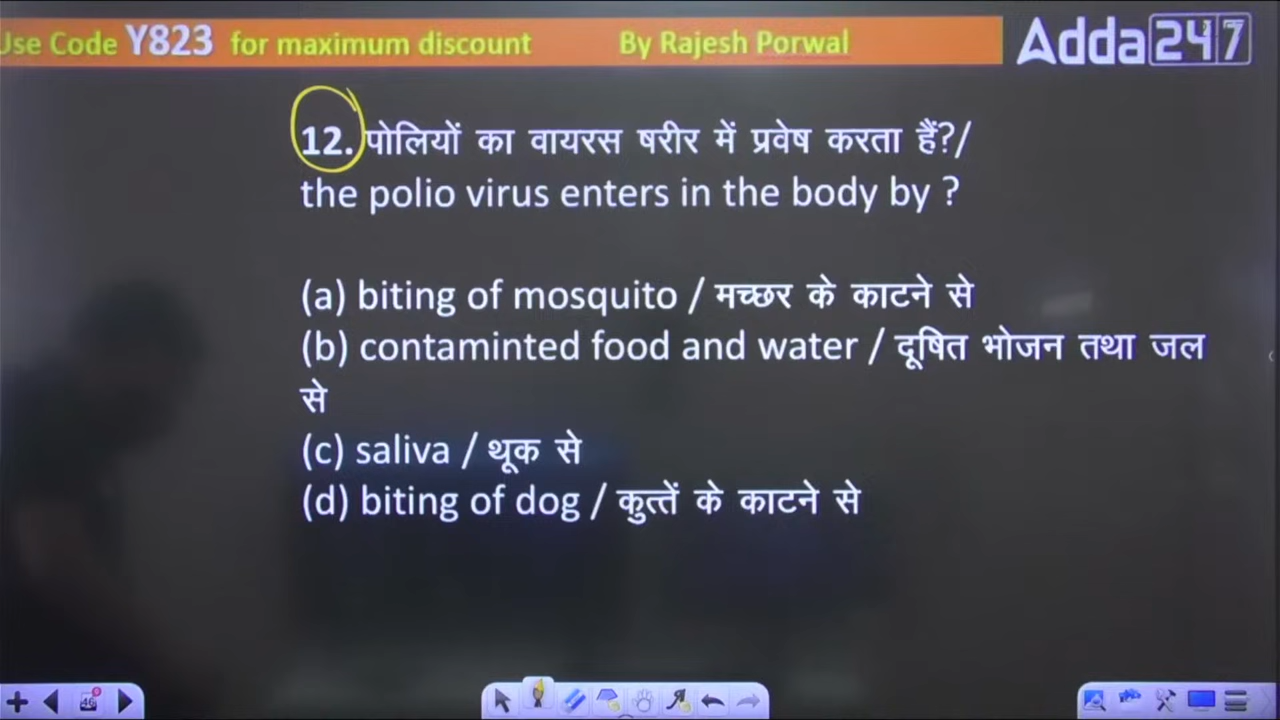 Use Code Y823 for maximum discount By Rajesh Porwal
Adda247
12. पोलियों का वायरस षरीर में प्रवेष करता हैं?/
the polio virus enters in the body by ?
(a) biting of mosquito / मच्छर के काटने से
(b) contaminted food and water / दूषित भोजन तथा जल
से
(c) saliva / थूक से
(d) biting of dog / कुत्तें के काटने से
46